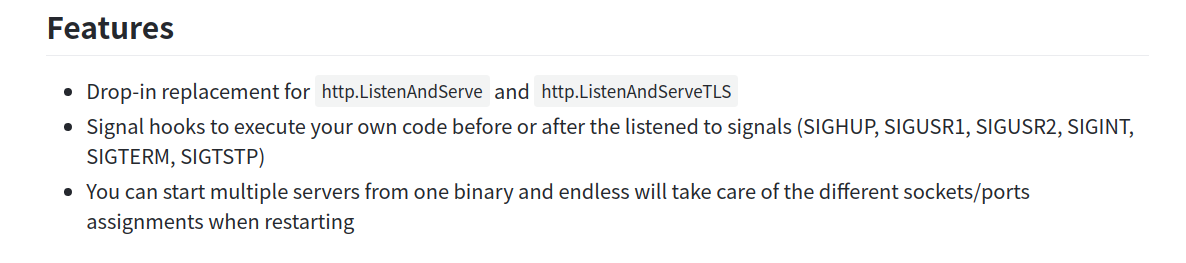 Features
Drop-in replacement for http.ListenAndServe and http.ListenAndServeTLS
Signal hooks to execute your own code before or after the listened to signals (SIGHUP, SIGUSR1, SIGUSR2, SIGINT,
SIGTERM, SIGTSTP)
You can start multiple servers from one binary and endless will take care of the different sockets/ports
assignments when restarting